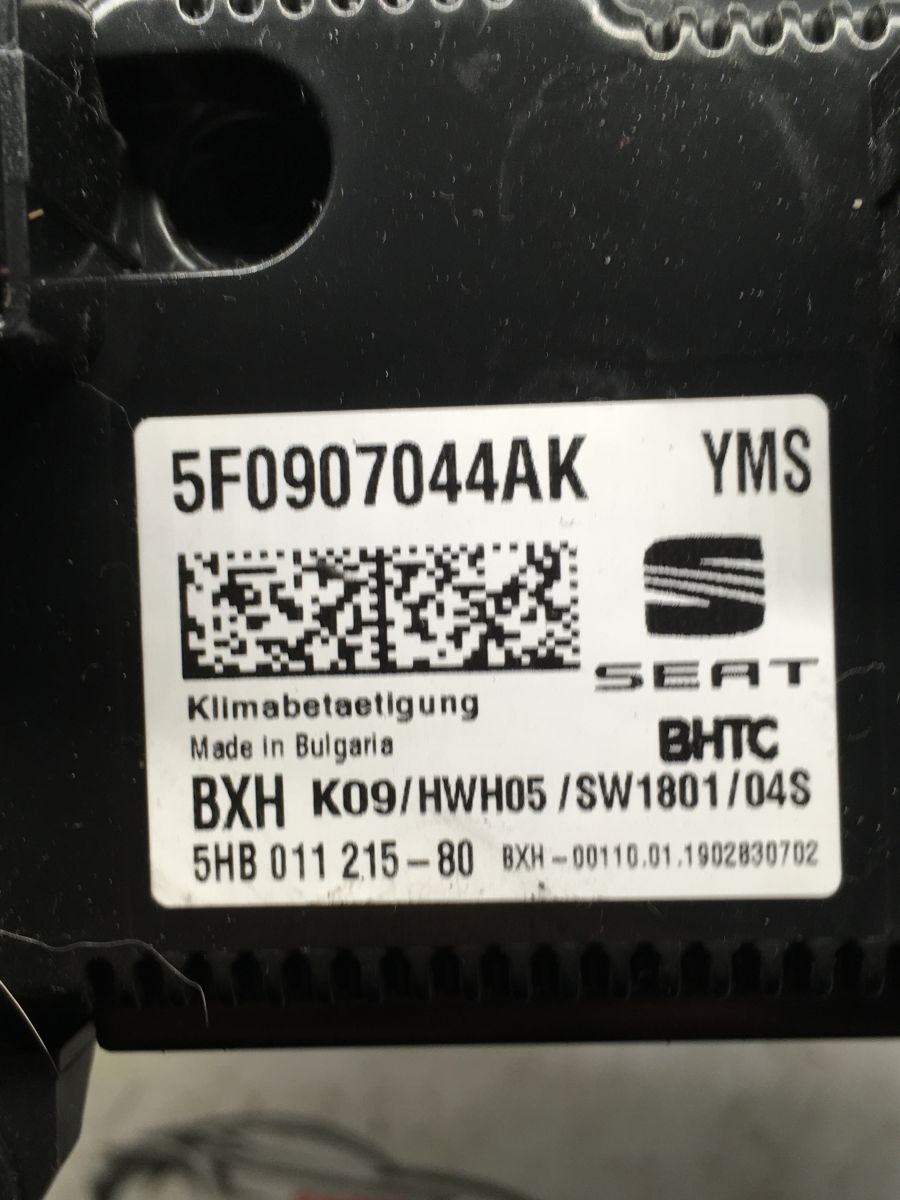 5F0907044AK YMS
SEAT
Klimabetaetigung
BHTC
Made in Bulgaria
BXH K09/HWH05 /SW1801/04S
5HB 011 215-80 BXH-00110.01.1902830702